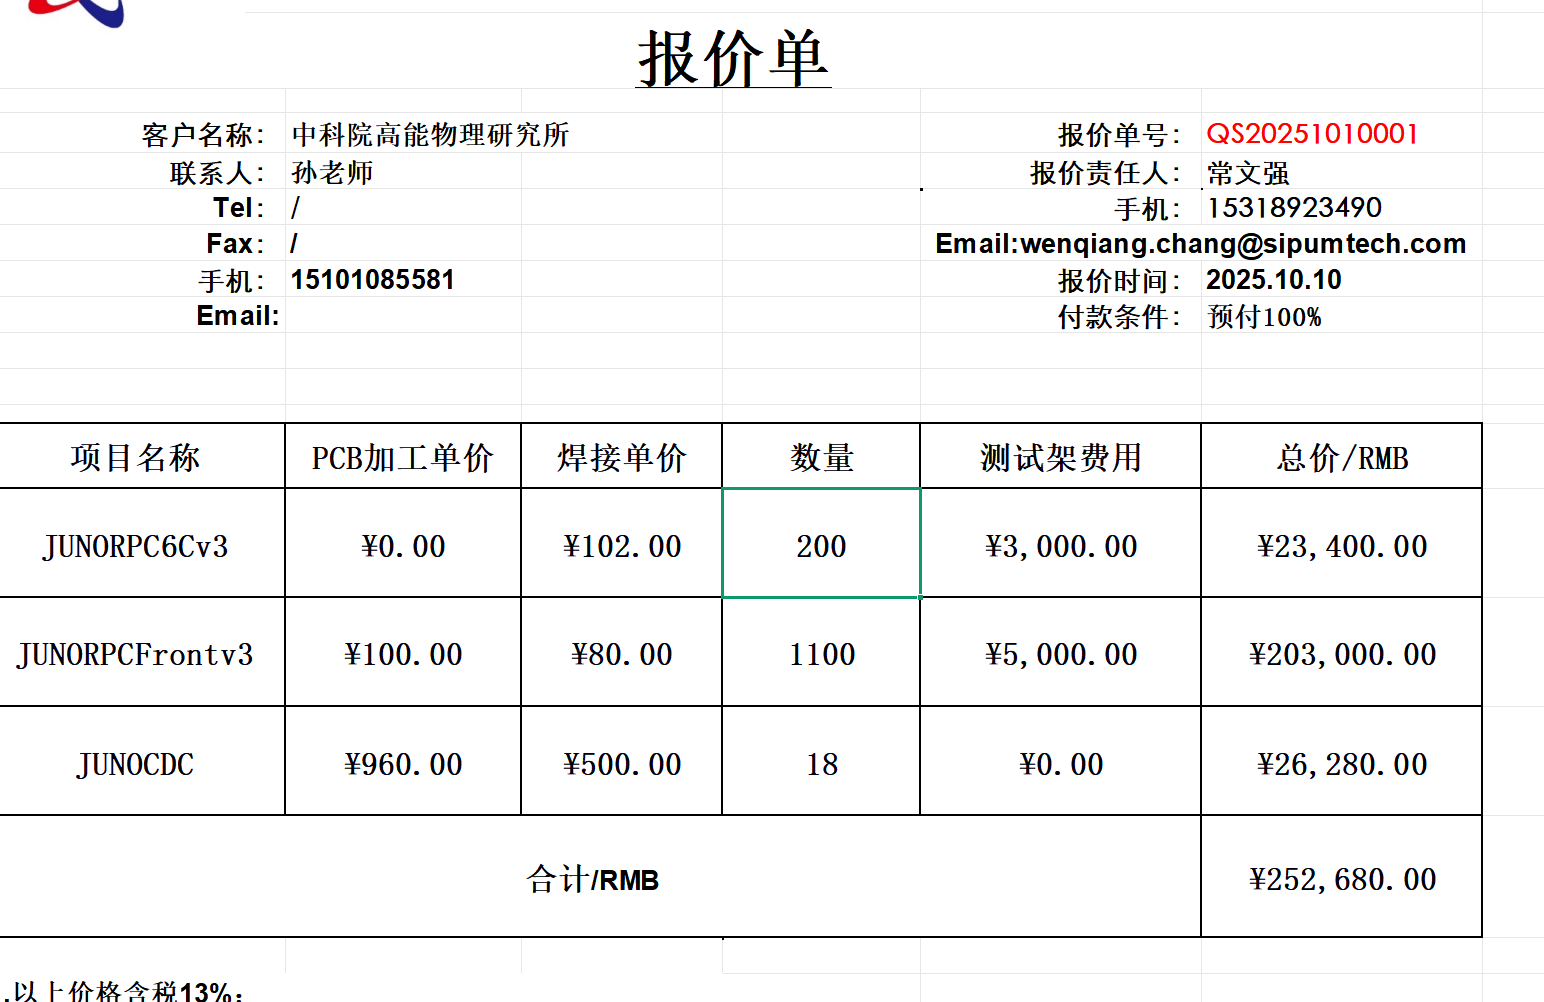 报价单
客户名称： 中科院高能物理研究所 报价单号： QS20251010001
联系人： 孙老师 报价责任人： 常文强
Tel： / 手机： 15318923490
Fax： / Email:wenqiang.chang@sipumtech.com
手机： 15101085581 报价时间： 2025.10.10
Email: 付款条件： 预付100%
项目名称 PCB加工单价 焊接单价 数量 测试架费用 总价/RMB
JUNORPC6Cv3 ¥0.00 ¥102.00 200 ¥3,000.00 ¥23,400.00
JUNORPCFrontv3 ¥100.00 ¥80.00 1100 ¥5,000.00 ¥203,000.00
JUNOCDC ¥960.00 ¥500.00 18 ¥0.00 ¥26,280.00
合计/RMB ¥252,680.00
.以上价格含税13%；